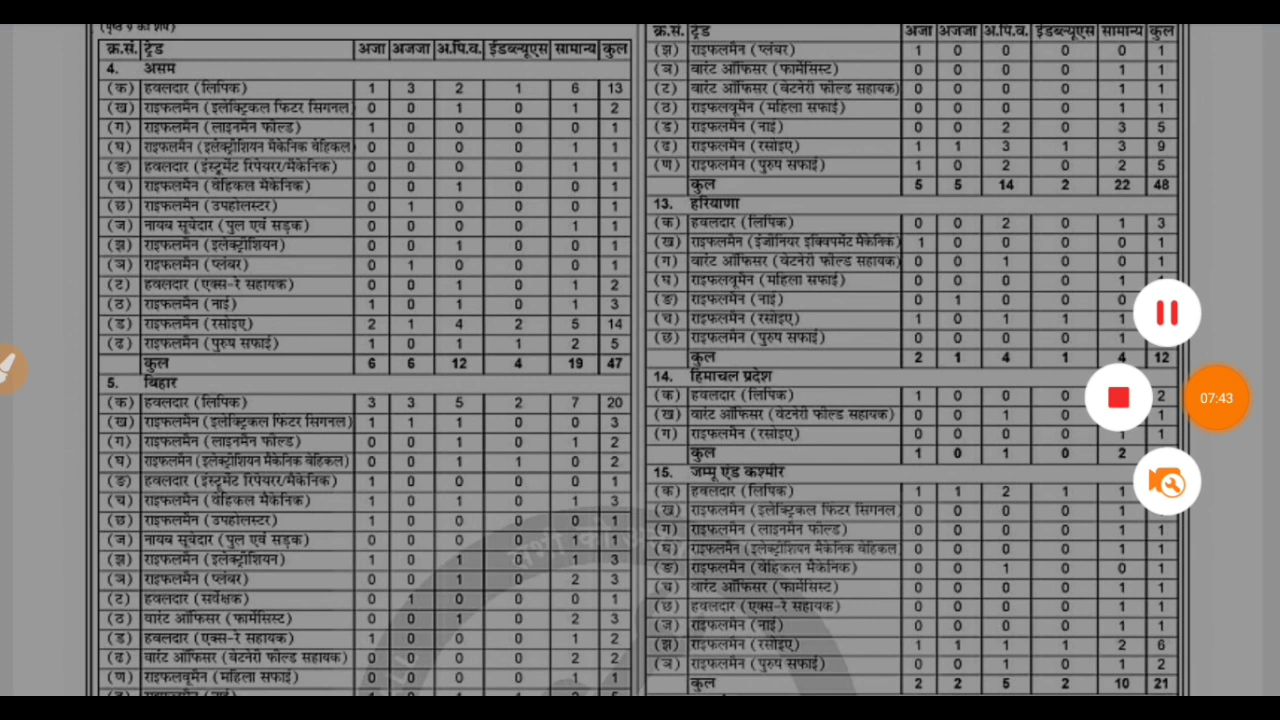 (पृष्ठ 9 का शेष)
क्र.सं. ट्रेड अजा अजजा अ.पि.व. ईडब्ल्यूएस सामान्य कुल
4. असम
(क) हवलदार (लिपिक) 1 3 2 1 6 13
(ख) राइफलमैन (इलेक्ट्रिकल फिटर सिगनल) 0 0 1 0 1 2
(ग) राइफलमैन (लाइनमैन फील्ड) 1 0 0 0 0 1
(घ) राइफलमैन (इलेक्ट्रीशियन मैकेनिक वेहिकल) 0 0 0 0 1 1
(ङ) हवलदार (इंस्ट्रूमेंट रिपेयरर/मैकेनिक) 0 0 0 0 1 1
(च) राइफलमैन (वेहिकल मैकेनिक) 0 0 1 0 0 1
(छ) राइफलमैन (उपहोलस्टर) 0 1 0 0 0 1
(ज) नायब सूबेदार (पुल एवं सड़क) 0 0 0 0 1 1
(झ) राइफलमैन (इलेक्ट्रीशियन) 0 0 1 0 0 1
(ञ) राइफलमैन (प्लंबर) 0 1 0 0 0 1
(ट) हवलदार (एक्स-रे सहायक) 0 0 1 0 1 2
(ठ) राइफलमैन (नाई) 1 0 1 0 1 3
(ड) राइफलमैन (रसोइए) 2 1 4 2 5 14
(ढ) राइफलमैन (पुरुष सफाई) 1 0 1 1 2 5
कुल 6 6 12 4 19 47
5. बिहार
(क) हवलदार (लिपिक) 3 3 5 2 7 20
(ख) राइफलमैन (इलेक्ट्रिकल फिटर सिगनल) 1 1 1 0 0 3
(ग) राइफलमैन (लाइनमैन फील्ड) 0 0 1 0 1 2
(घ) राइफलमैन (इलेक्ट्रीशियन मैकेनिक वेहिकल) 0 0 1 1 0 2
(ङ) हवलदार (इंस्ट्रूमेंट रिपेयरर/मैकेनिक) 1 0 0 0 0 1
(च) राइफलमैन (वेहिकल मैकेनिक) 1 0 1 0 1 3
(छ) राइफलमैन (उपहोलस्टर) 1 0 0 0 0 1
(ज) नायब सूबेदार (पुल एवं सड़क) 0 0 0 0 1 1
(झ) राइफलमैन (इलेक्ट्रीशियन) 1 0 1 0 1 3
(ञ) राइफलमैन (प्लंबर) 0 0 1 0 2 3
(ट) हवलदार (सर्वेक्षक) 0 1 0 0 0 1
(ठ) वारंट ऑफिसर (फार्मेसिस्ट) 0 0 1 0 2 3
(ड) हवलदार (एक्स-रे सहायक) 1 0 0 0 1 2
(ढ) वारंट ऑफिसर (वेटनेरी फील्ड सहायक) 0 0 0 0 2 2
(ण) राइफलवूमैन (महिला सफाई) 0 0 0 0 1 1
क्र.सं. ट्रेड अजा अजजा अ.पि.व. ईडब्ल्यूएस सामान्य कुल
(झ) राइफलमैन (प्लंबर) 1 0 0 0 0 1
(ञ) वारंट ऑफिसर (फार्मेसिस्ट) 0 0 0 0 1 1
(ट) वारंट ऑफिसर (वेटनेरी फील्ड सहायक) 0 0 0 0 1 1
(ठ) राइफलवूमैन (महिला सफाई) 0 0 0 0 1 1
(ड) राइफलमैन (नाई) 0 0 2 0 3 5
(ढ) राइफलमैन (रसोइए) 1 1 3 1 3 9
(ण) राइफलमैन (पुरुष सफाई) 1 0 2 0 2 5
कुल 5 5 14 2 22 48
13. हरियाणा
(क) हवलदार (लिपिक) 0 0 2 0 1 3
(ख) राइफलमैन (इंजीनियर इक्विपमेंट मैकेनिक) 1 0 0 0 0 1
(ग) वारंट ऑफिसर (वेटनेरी फील्ड सहायक) 0 0 1 0 0 1
(घ) राइफलवूमैन (महिला सफाई) 0 0 0 0 1 1
(ङ) राइफलमैन (नाई) 0 1 0 0 0
(च) राइफलमैन (रसोइए) 1 0 1 1 1
(छ) राइफलमैन (पुरुष सफाई) 0 0 0 0 1
कुल 2 1 4 1 4 12
14. हिमाचल प्रदेश
(क) हवलदार (लिपिक) 1 0 0 0 2
(ख) वारंट ऑफिसर (वेटनेरी फील्ड सहायक) 0 0 1 0 1
(ग) राइफलमैन (रसोइए) 0 0 0 0 1 1
कुल 1 0 1 0 2
15. जम्मू एंड कश्मीर
(क) हवलदार (लिपिक) 1 1 2 1 1
(ख) राइफलमैन (इलेक्ट्रिकल फिटर सिगनल) 0 0 0 0 1
(ग) राइफलमैन (लाइनमैन फील्ड) 0 0 0 0 1 1
(घ) राइफलमैन (इलेक्ट्रीशियन मैकेनिक वेहिकल) 0 0 0 0 1 1
(ङ) राइफलमैन (वेहिकल मैकेनिक) 0 0 1 0 0 1
(च) वारंट ऑफिसर (फार्मेसिस्ट) 0 0 0 0 1 1
(छ) हवलदार (एक्स-रे सहायक) 0 0 0 0 1 1
(ज) राइफलमैन (नाई) 0 0 0 0 1 1
(झ) राइफलमैन (रसोइए) 1 1 1 1 2 6
(ञ) राइफलमैन (पुरुष सफाई) 0 0 1 0 1 2
कुल 2 2 5 2 10 21
07:43